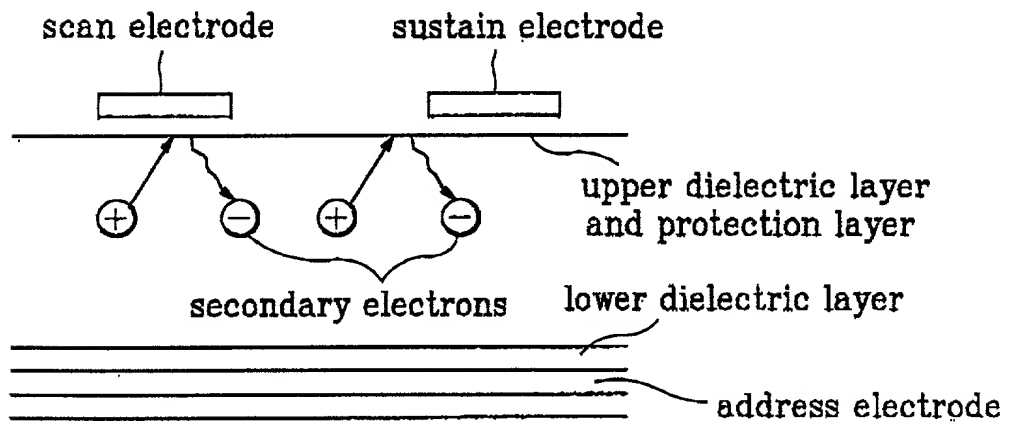 scan electrode
sustain electrode
+
−
+
−
upper dielectric layer
and protection layer
secondary electrons
lower dielectric layer
address electrode